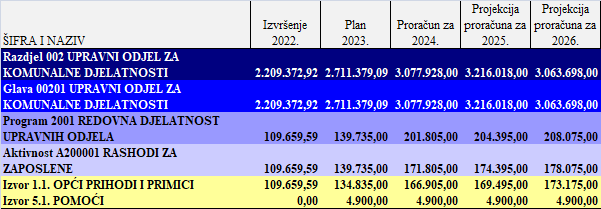 ŠIFRA I NAZIV Izvršenje 2022. Plan 2023. Proračun za 2024. Projekcija proračuna za 2025. Projekcija proračuna za 2026.
Razdjel 002 UPRAVNI ODJEL ZA
KOMUNALNE DJELATNOSTI 2.209.372,92 2.711.379,09 3.077.928,00 3.216.018,00 3.063.698,00
Glava 00201 UPRAVNI ODJEL ZA
KOMUNALNE DJELATNOSTI 2.209.372,92 2.711.379,09 3.077.928,00 3.216.018,00 3.063.698,00
Program 2001 REDOVNA DJELATNOST
UPRAVNIH ODJELA 109.659,59 139.735,00 201.805,00 204.395,00 208.075,00
Aktivnost A200001 RASHODI ZA
ZAPOSLENE 109.659,59 139.735,00 171.805,00 174.395,00 178.075,00
Izvor 1.1. OPĆI PRIHODI I PRIMICI 109.659,59 134.835,00 166.905,00 169.495,00 173.175,00
Izvor 5.1. POMOĆI 0,00 4.900,00 4.900,00 4.900,00 4.900,00